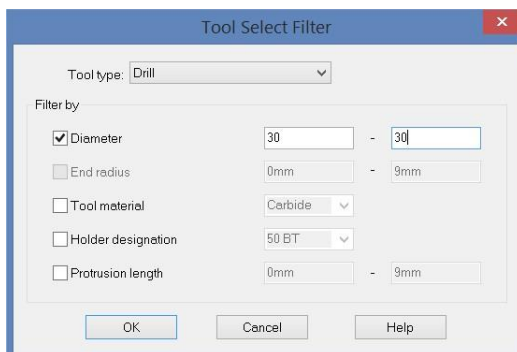 Tool Select Filter
Tool type: Drill
Filter by
Diameter 30 - 30
End radius 0mm - 9mm
Tool material Carbide
Holder designation 50 BT
Protrusion length 0mm - 9mm
OK Cancel Help